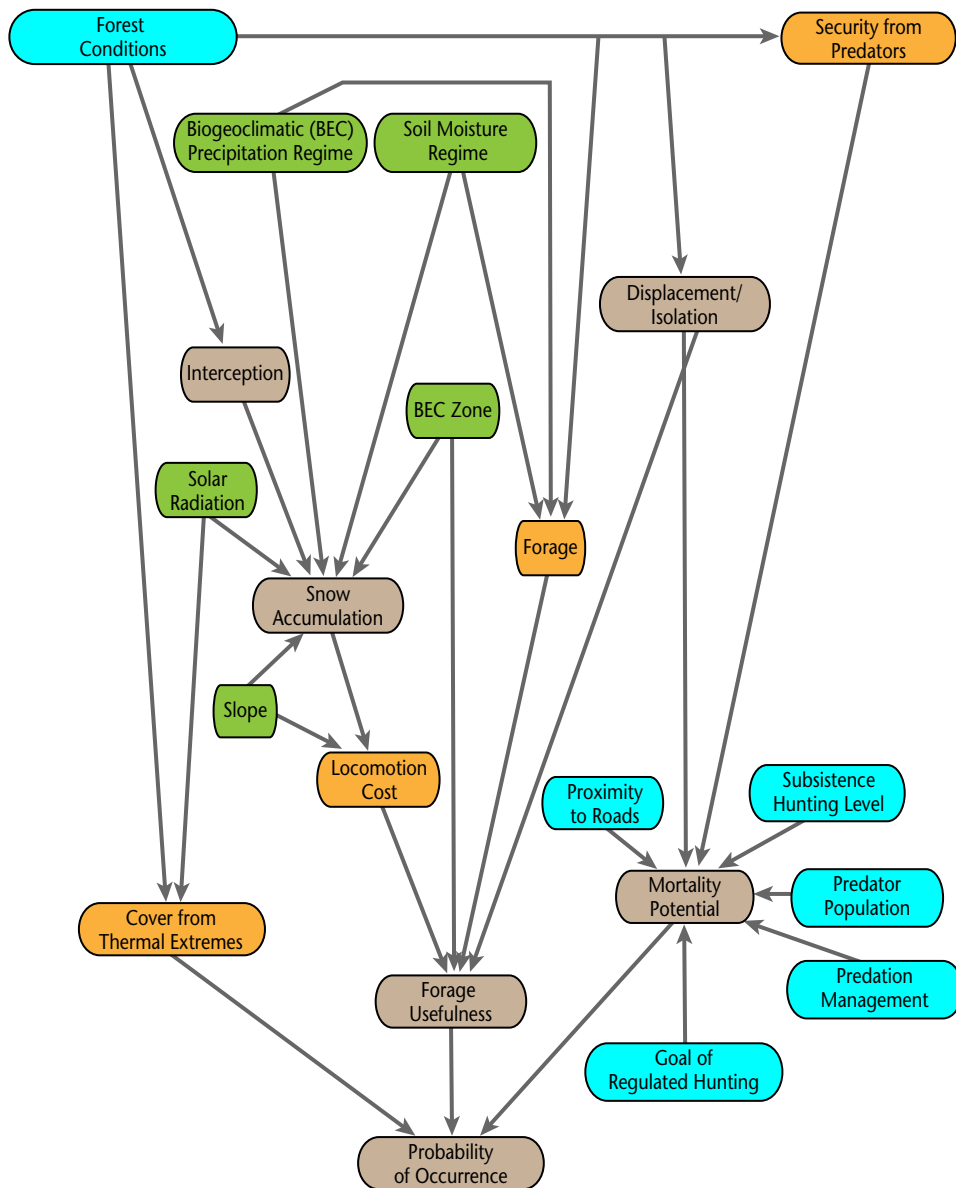 Forest
Conditions
Security from
Predators
Biogeoclimatic (BEC)
Precipitation Regime
Soil Moisture
Regime
Displacement/
Isolation
Interception
BEC Zone
Solar
Radiation
Forage
Snow
Accumulation
Slope
Locomotion
Cost
Proximity
to Roads
Subsistence
Hunting Level
Mortality
Potential
Predator
Population
Cover from
Thermal Extremes
Predation
Management
Forage
Usefulness
Goal of
Regulated Hunting
Probability
of Occurrence